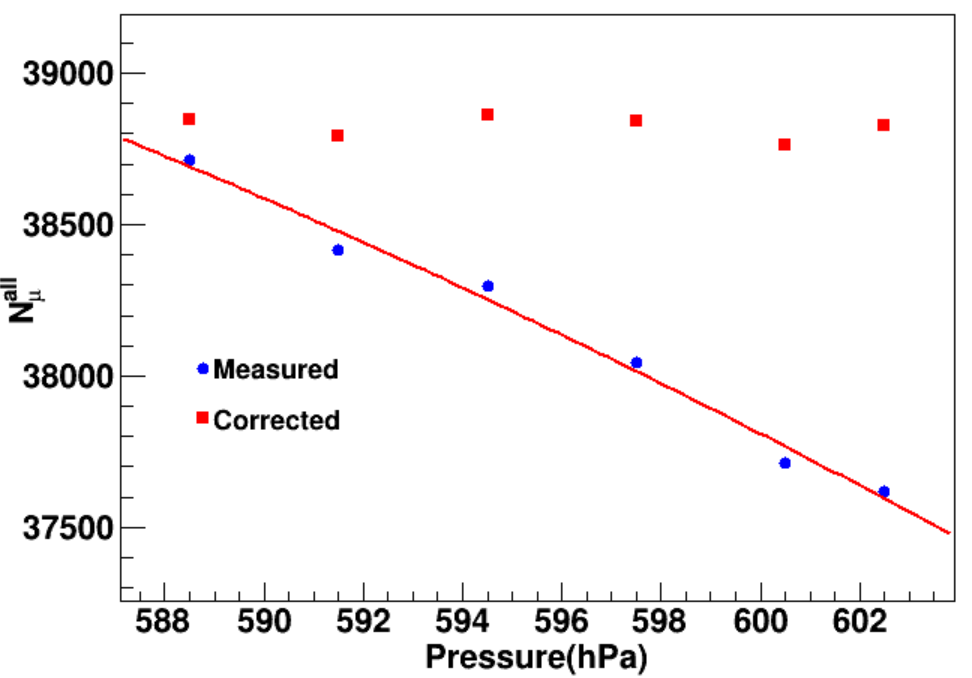 39000
38500
38000
37500
N^all_μ
Measured
Corrected
588 590 592 594 596 598 600 602
Pressure(hPa)